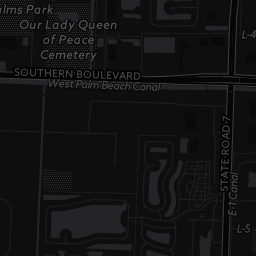 alms Park
Our Lady Queen
of Peace
Cemetery
SOUTHERN BOULEVARD
West Palm Beach Canal
L-4
STATE ROAD 7
E-1 Canal
L-5